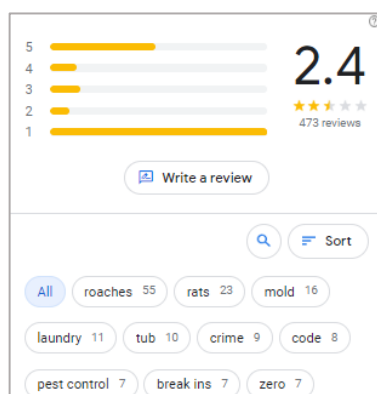 5
4
3
2
1
2.4
473 reviews
Write a review
Sort
All
roaches 55
rats 23
mold 16
laundry 11
tub 10
crime 9
code 8
pest control 7
break ins 7
zero 7